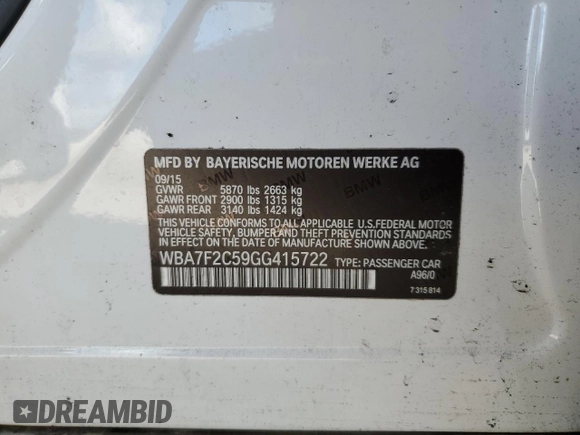 MFD BY BAYERISCHE MOTOREN WERKE AG
09/15
GVWR 5870 lbs 2663 kg
GAWR FRONT 2900 lbs 1315 kg
GAWR REAR 3140 lbs 1424 kg
THIS VEHICLE CONFORMS TO ALL APPLICABLE U.S.FEDERAL MOTOR
VEHICLE SAFETY, BUMPER AND THEFT PREVENTION STANDARDS
IN EFFECT ON THE DATE OF MANUFACTURE SHOWN ABOVE.
WBA7F2C59GG415722 TYPE: PASSENGER CAR
A96/0
7 315 814
BMW
BMW
BMW
DREAMBID